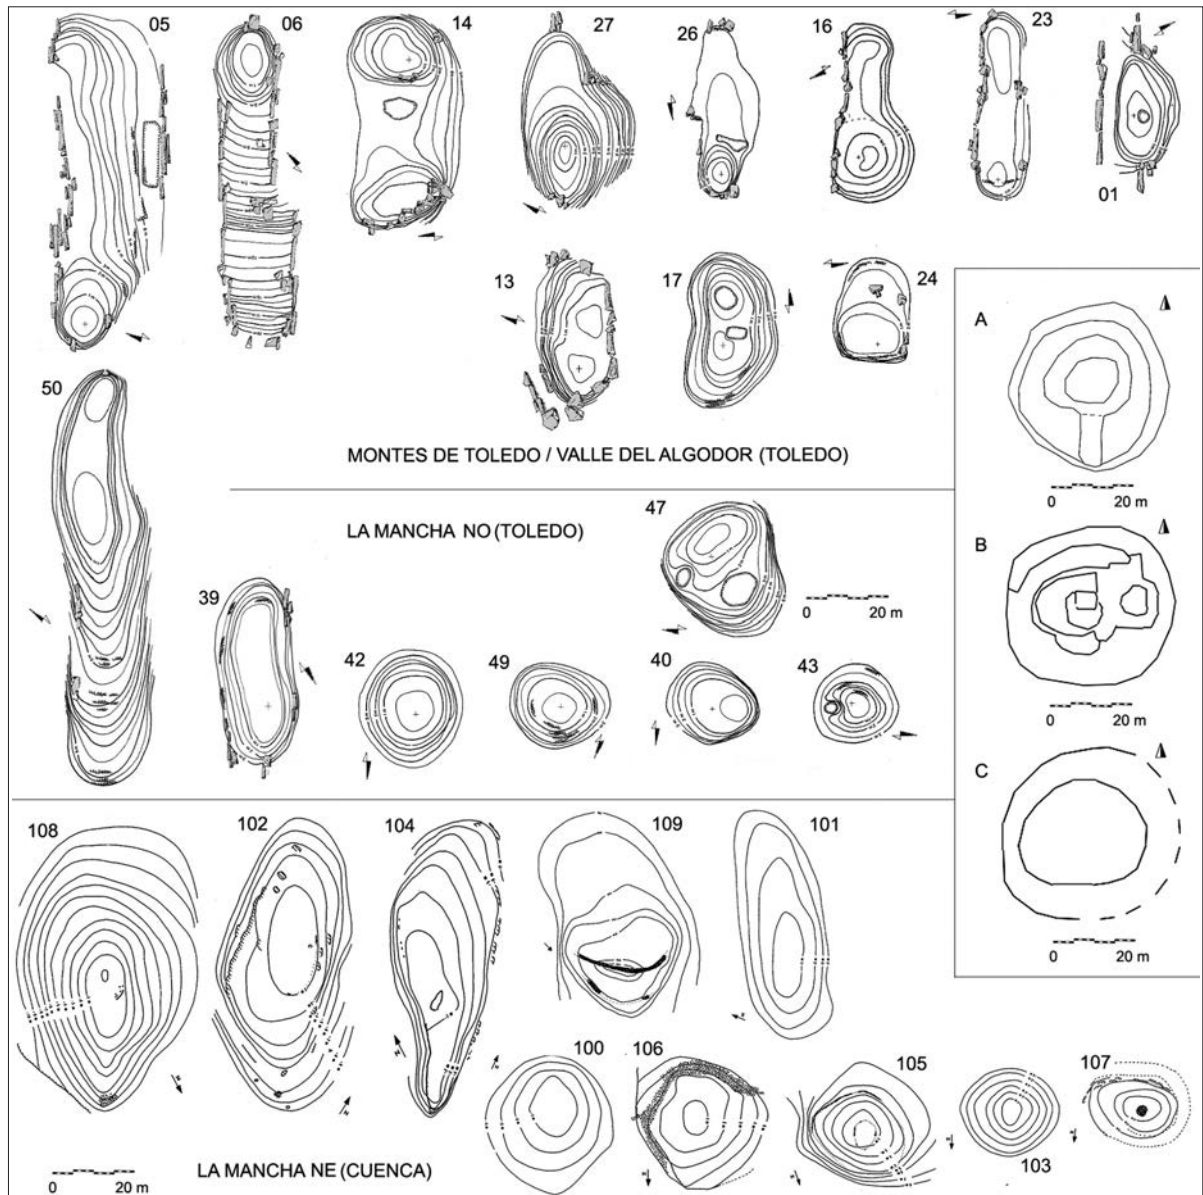 05
06
14
27
26
16
23
01
13
17
24
50
MONTES DE TOLEDO / VALLE DEL ALGODOR (TOLEDO)
LA MANCHA NO (TOLEDO)
47
0 20 m
39
42
49
40
43
A
0 20 m
B
0 20 m
C
0 20 m
108
102
104
109
101
100
106
105
103
107
LA MANCHA NE (CUENCA)
0 20 m